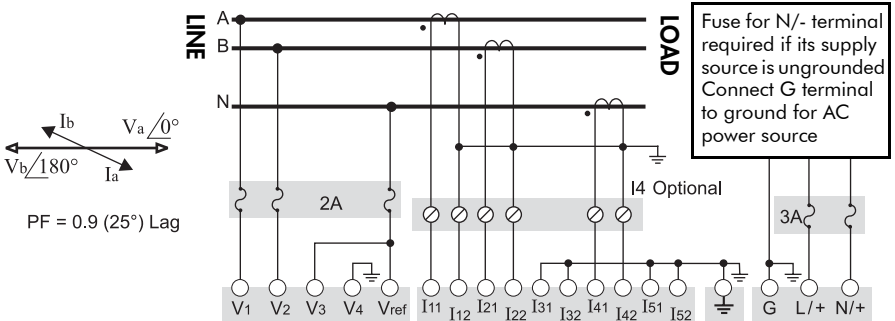 LINE
A
B
N
LOAD
Fuse for N/- terminal
required if its supply
source is ungrounded
Connect G terminal
to ground for AC
power source
Ib
Va/0°
Vb/180°
Ia
PF = 0.9 (25°) Lag
2A
I4 Optional
3A
V1 V2 V3 V4 Vref I11 I12 I21 I22 I31 I32 I41 I42 I51 I52 G L/+ N/+